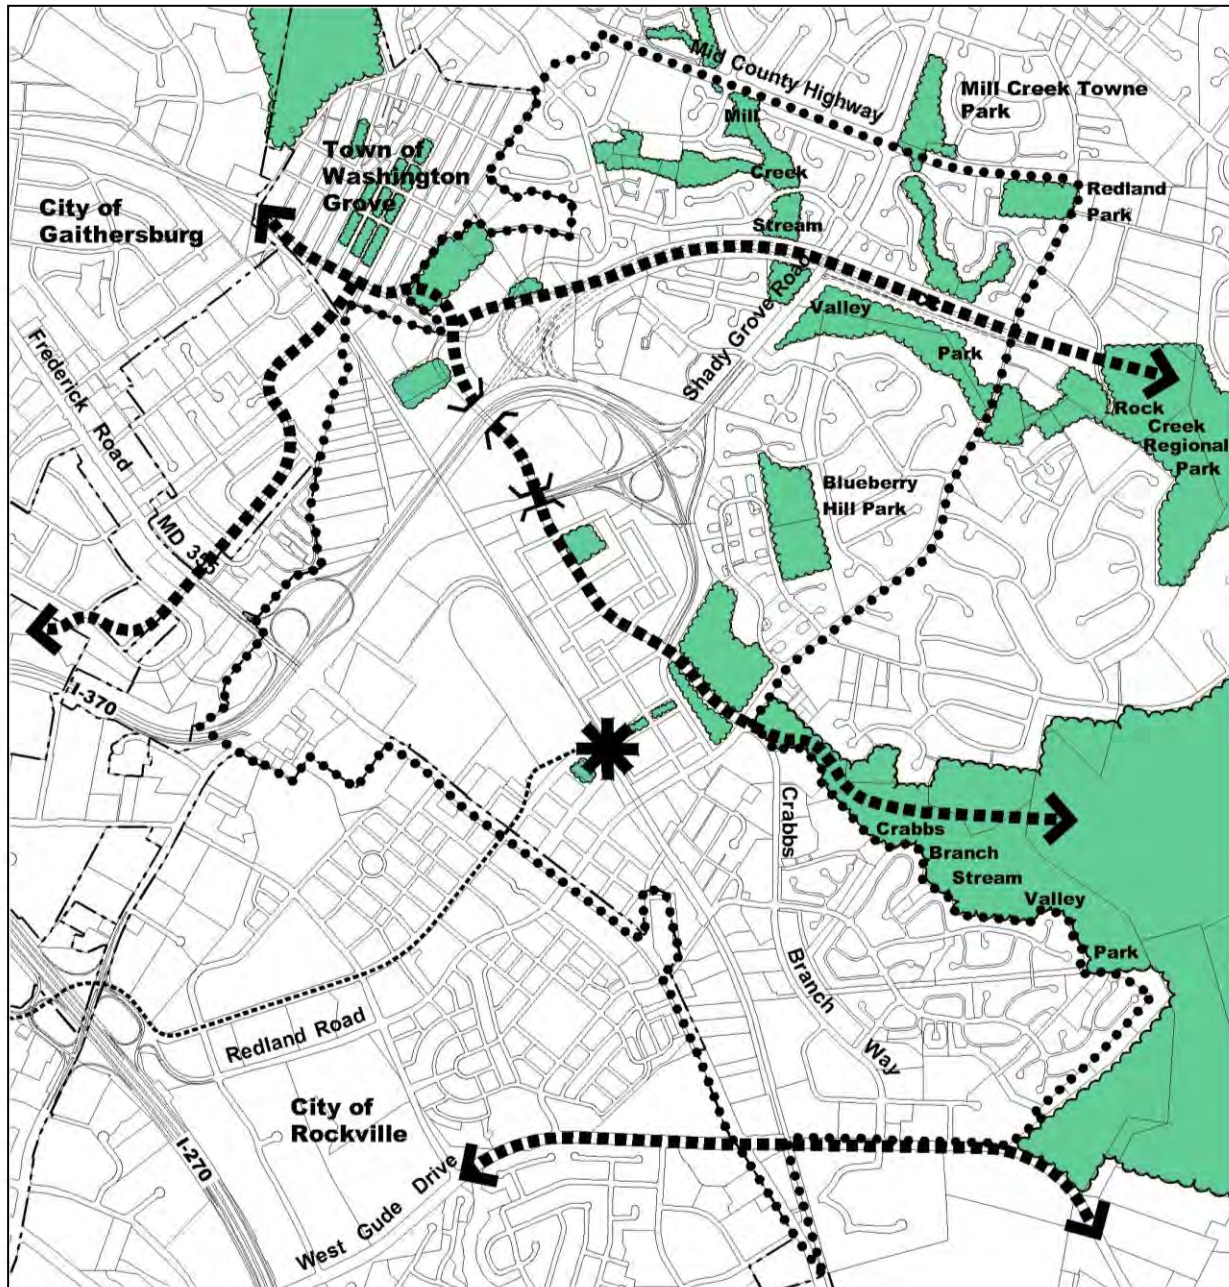 Mid County Highway
Mill Creek Towne
Park
Town of
Washington
Grove
Mill
Creek
Stream
Valley
Park
Redland
Park
City of
Gaithersburg
Shady Grove Road
Frederick Road
MD 355
Rock
Creek
Regional
Park
Blueberry
Hill Park
I-370
Crabbs
Branch
Stream
Valley
Park
Crabbs Branch Way
Redland Road
City of
Rockville
I-270
West Gude Drive